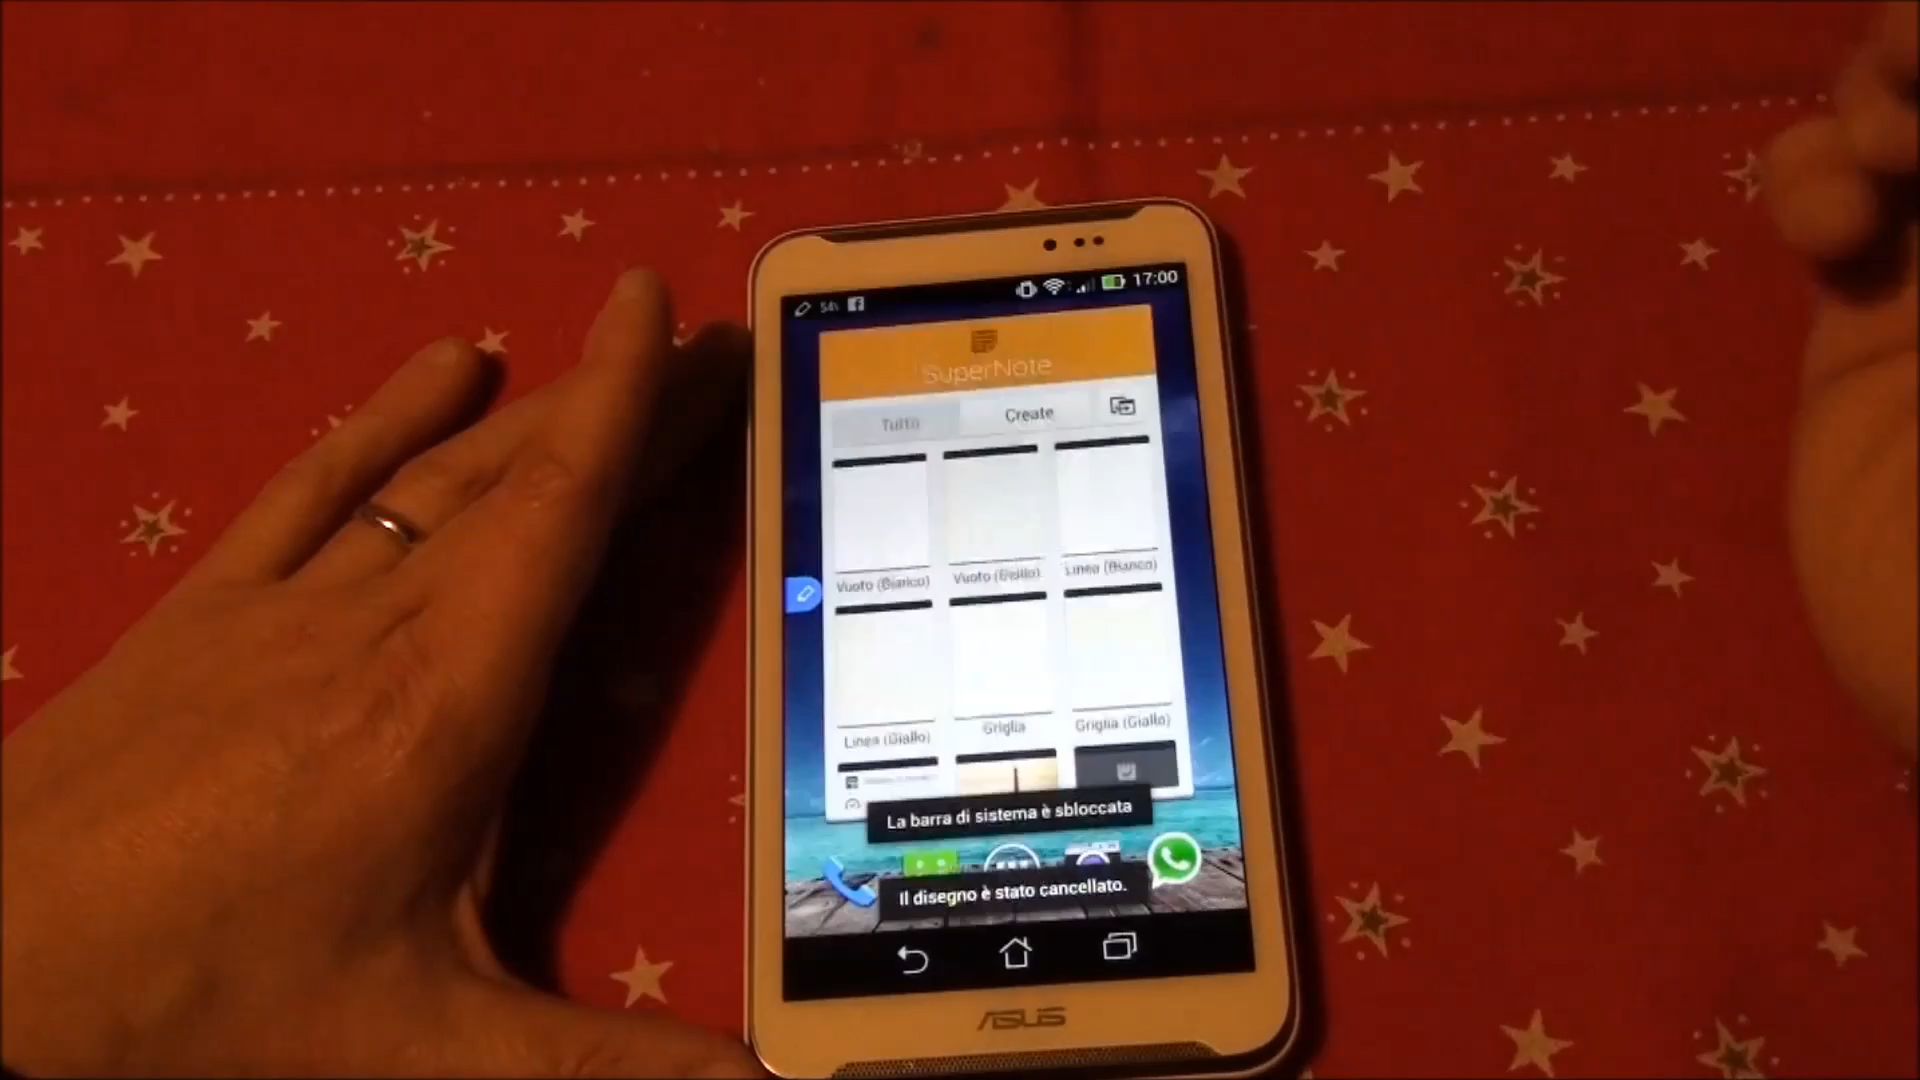 17:00
SuperNote
Tutto
Create
Vuoto (Bianco)
Vuoto (Giallo)
Linea (Bianco)
Linea (Giallo)
Griglia
Griglia (Giallo)
La barra di sistema è sbloccata
Il disegno è stato cancellato.
ASUS